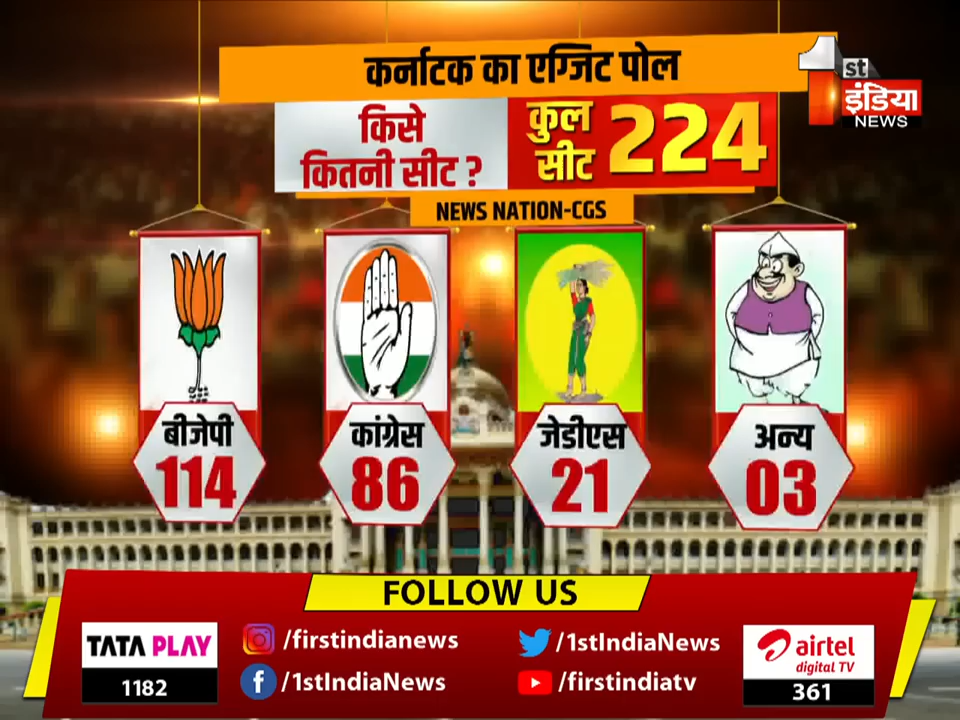 कर्नाटक का एग्जिट पोल
1st
इंडिया
NEWS
किसे
कितनी सीट ?
कुल
सीट
224
NEWS NATION-CGS
बीजेपी
114
कांग्रेस
86
जेडीएस
21
अन्य
03
FOLLOW US
TATA PLAY
1182
/firstindianews
/1stIndiaNews
/1stIndiaNews
/firstindiatv
airtel
digital TV
361